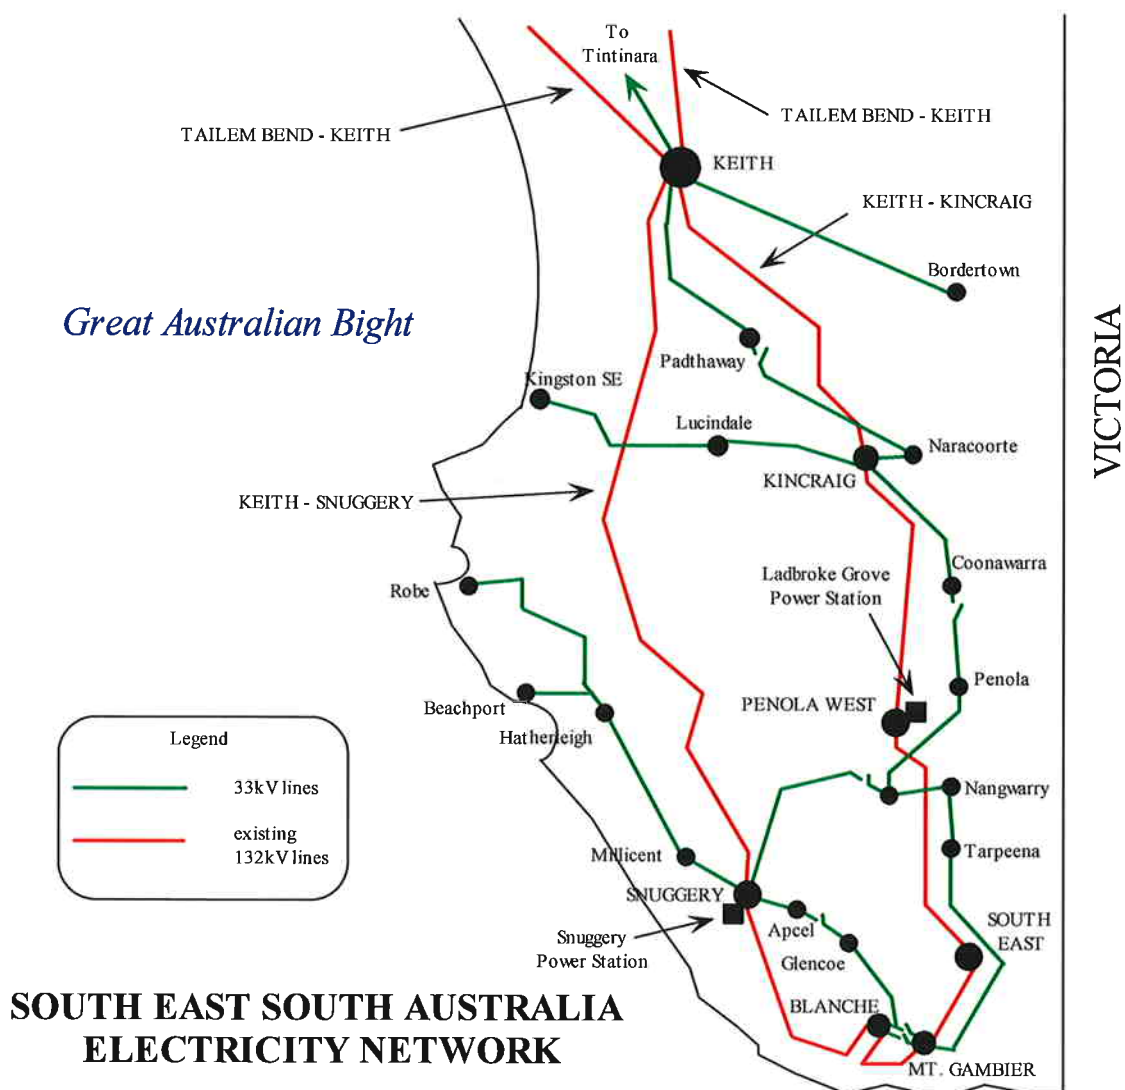 To
Tintinara
TAILEM BEND - KEITH
TAILEM BEND - KEITH
KEITH
KEITH - KINCRAIG
Bordertown
Great Australian Bight
VICTORIA
Padthaway
Kingston SE
Lucindale
Naracoorte
KINCRAIG
KEITH - SNUGGERY
Coonawarra
Ladbroke Grove
Power Station
Robe
Penola
PENOLA WEST
Beachport
Hatherleigh
Legend
33kV lines
existing
132kV lines
Nangwarry
Millicent
Tarpeena
SNUGGERY
SOUTH
EAST
Apcel
Snuggery
Power Station
Glencoe
BLANCHE
SOUTH EAST SOUTH AUSTRALIA
ELECTRICITY NETWORK
MT. GAMBIER